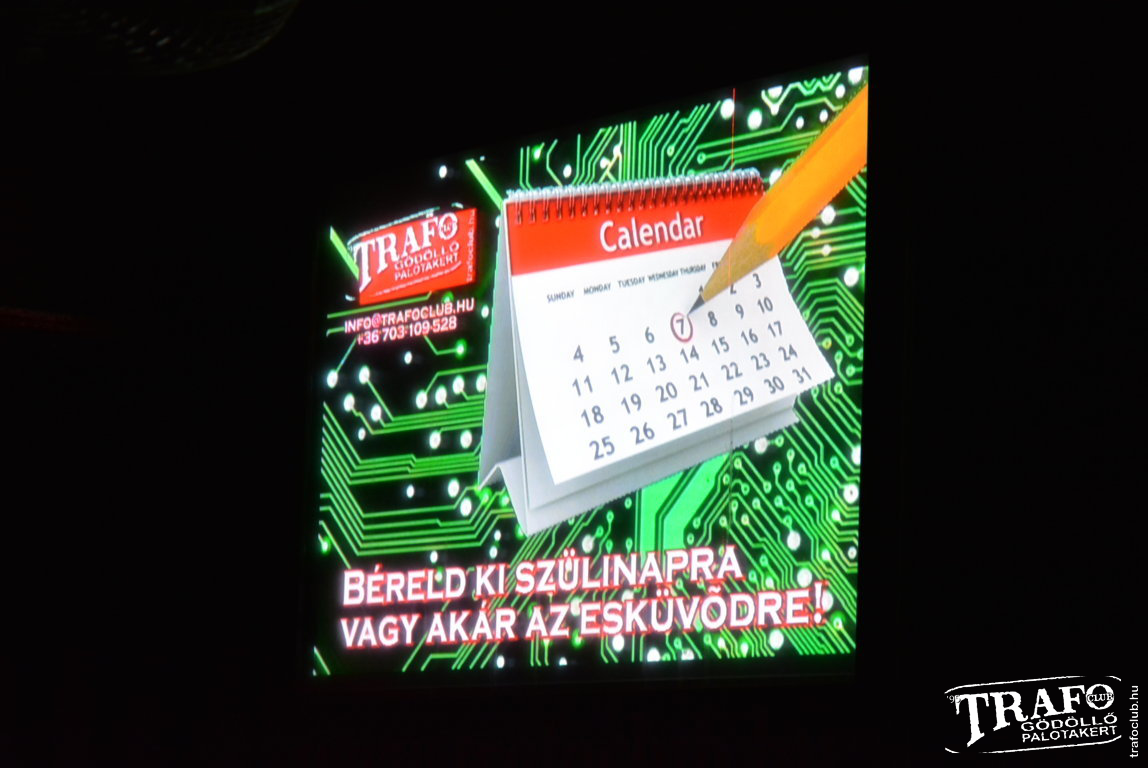 TRAFO
GÖDÖLLŐ
PALOTAKERT
trafoclub.hu
INFO@TRAFOCLUB.HU
+36 703 109 528
Calendar
SUNDAY MONDAY TUESDAY WEDNESDAY THURSDAY
2 3
4 5 6 7 8 9 10
11 12 13 14 15 16 17
18 19 20 21 22 23 24
25 26 27 28 29 30 31
BÉRELD KI SZÜLINAPRA
VAGY AKÁR AZ ESKÜVÕDRE!
TRAFO CLUB
GÖDÖLLŐ
PALOTAKERT
trafoclub.hu